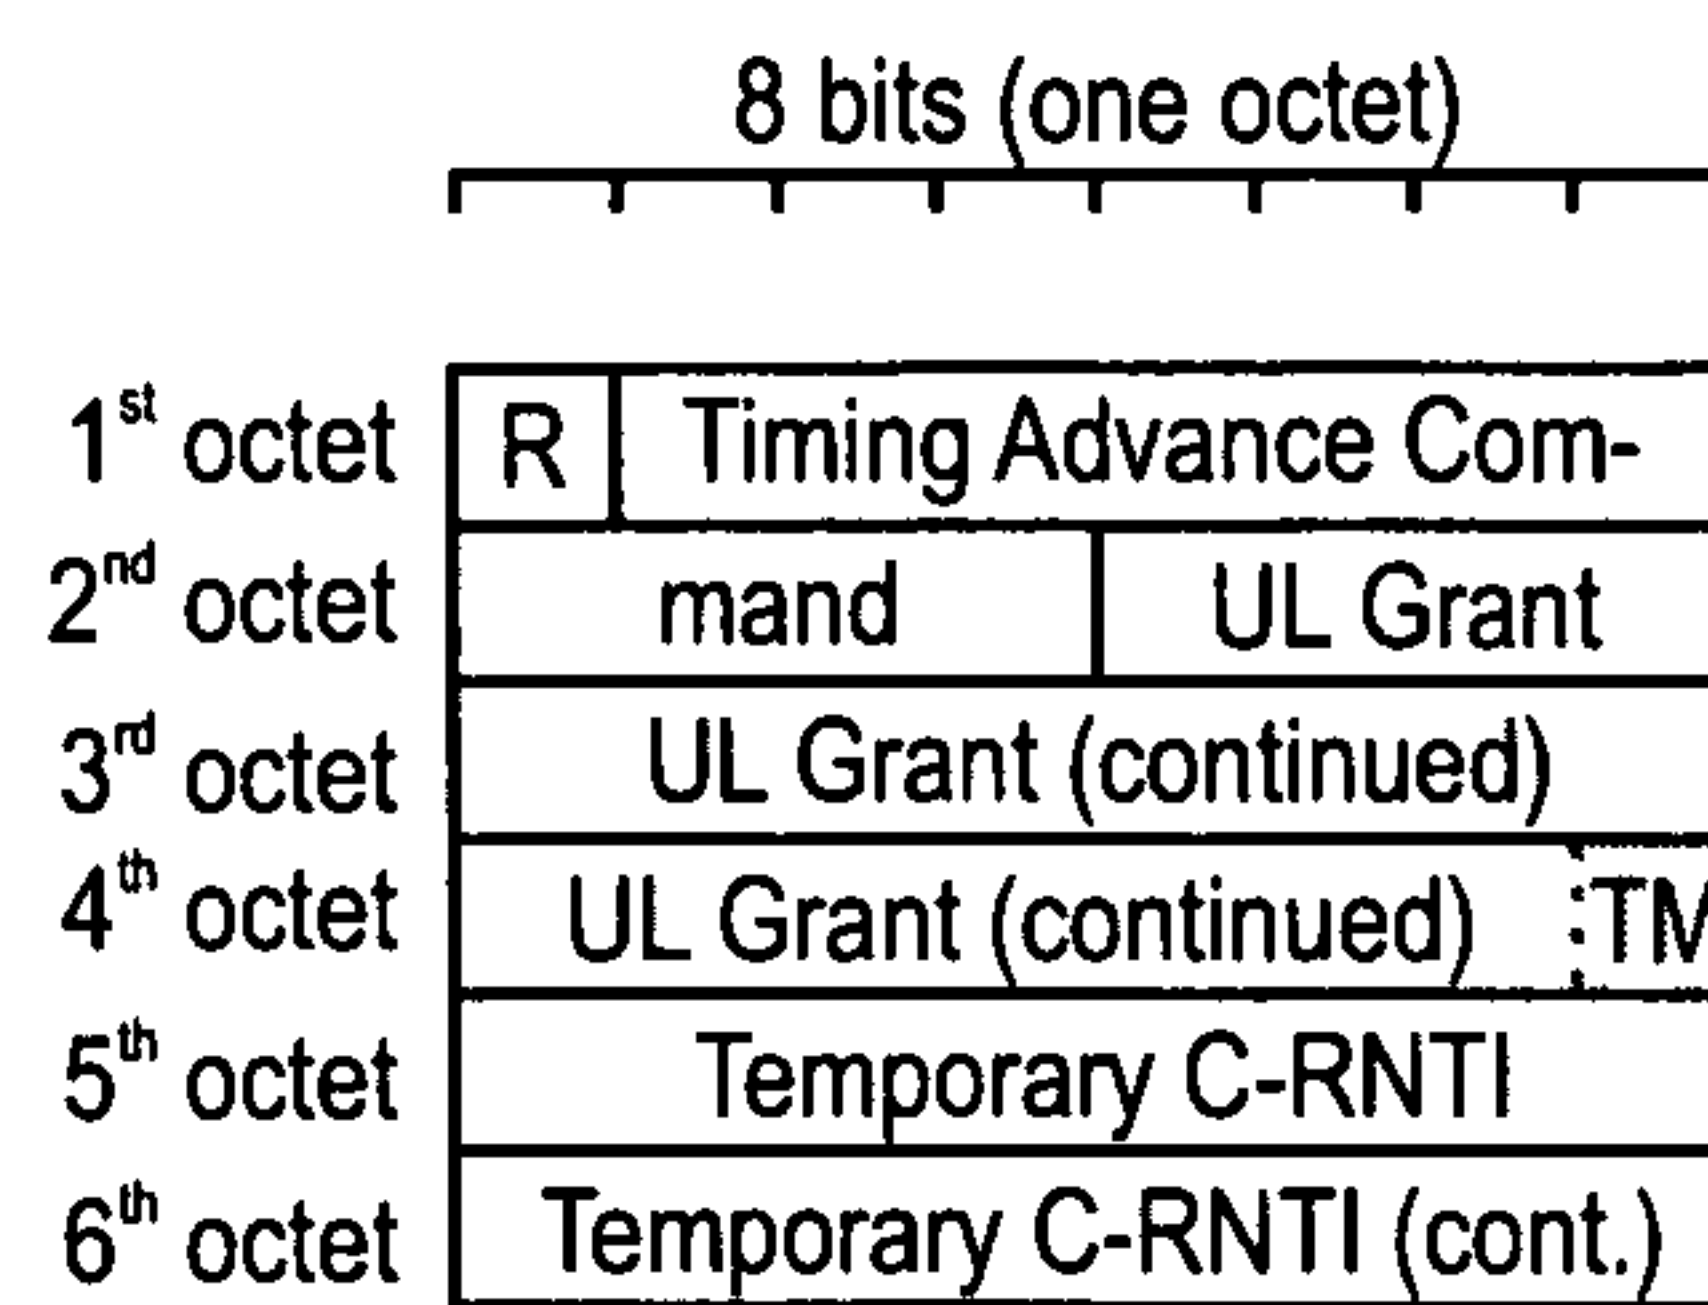 8 bits (one octet)
1st octet R Timing Advance Com-
2nd octet mand UL Grant
3rd octet UL Grant (continued)
4th octet UL Grant (continued) TM
5th octet Temporary C-RNTI
6th octet Temporary C-RNTI (cont.)